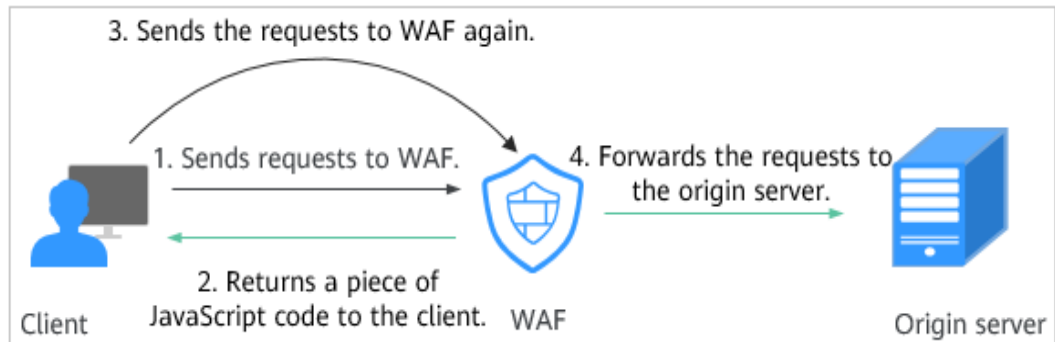 3. Sends the requests to WAF again.
1. Sends requests to WAF.
4. Forwards the requests to
the origin server.
2. Returns a piece of
JavaScript code to the client.
Client
WAF
Origin server